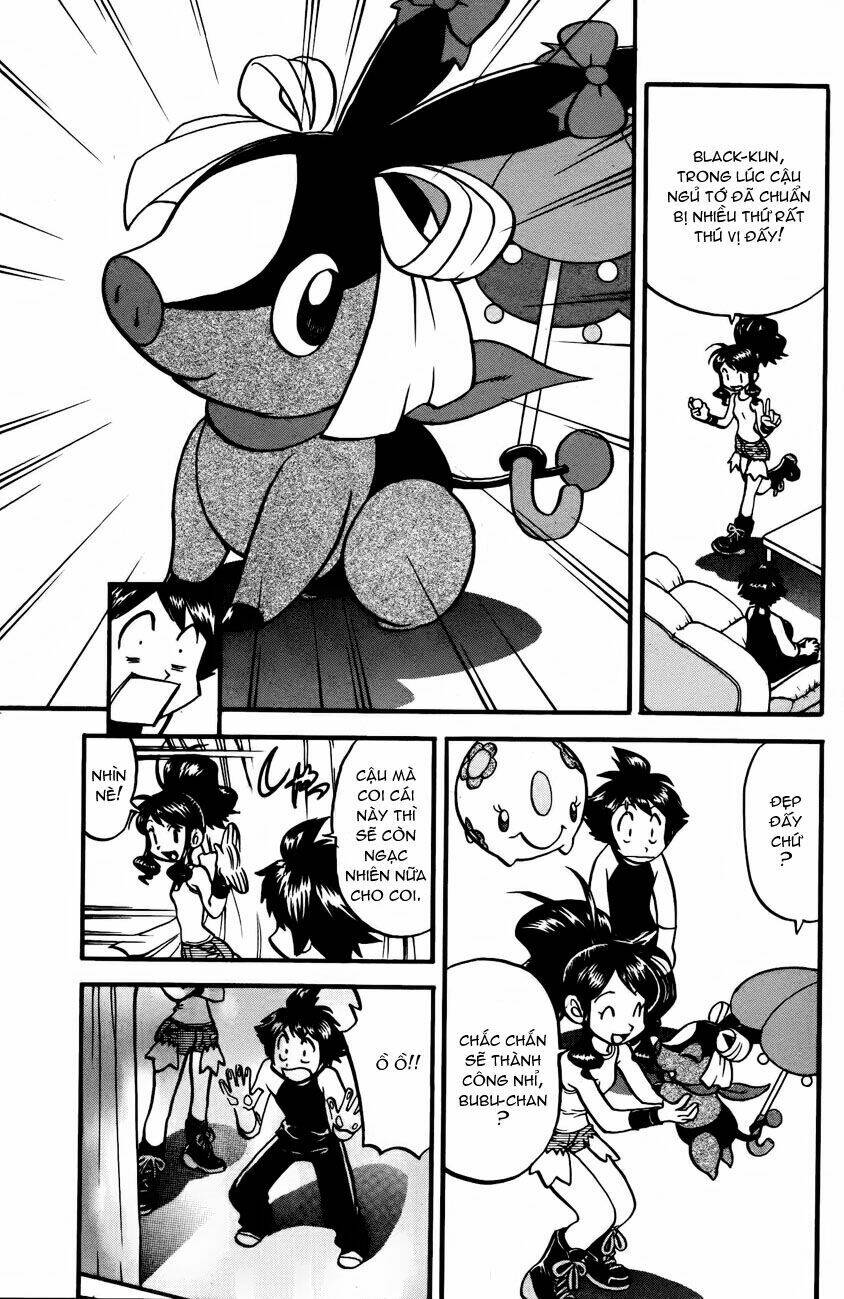 BLACK-KUN,
TRONG LÚC CẬU
NGỦ TỚ ĐÃ CHUẨN
BỊ NHIỀU THỨ RẤT
THÚ VỊ ĐẤY!
ĐẸP
ĐẤY CHỨ
?
CHẮC CHẮN
SẼ THÀNH
CÔNG NHỈ,
BUBU-CHAN
?
CẬU MÀ
COI CÁI
NÀY THÌ
SẼ CÒN
NGẠC
NHIÊN NỮA
CHO COI.
NHÌN
NÈ!
Ồ Ồ!!